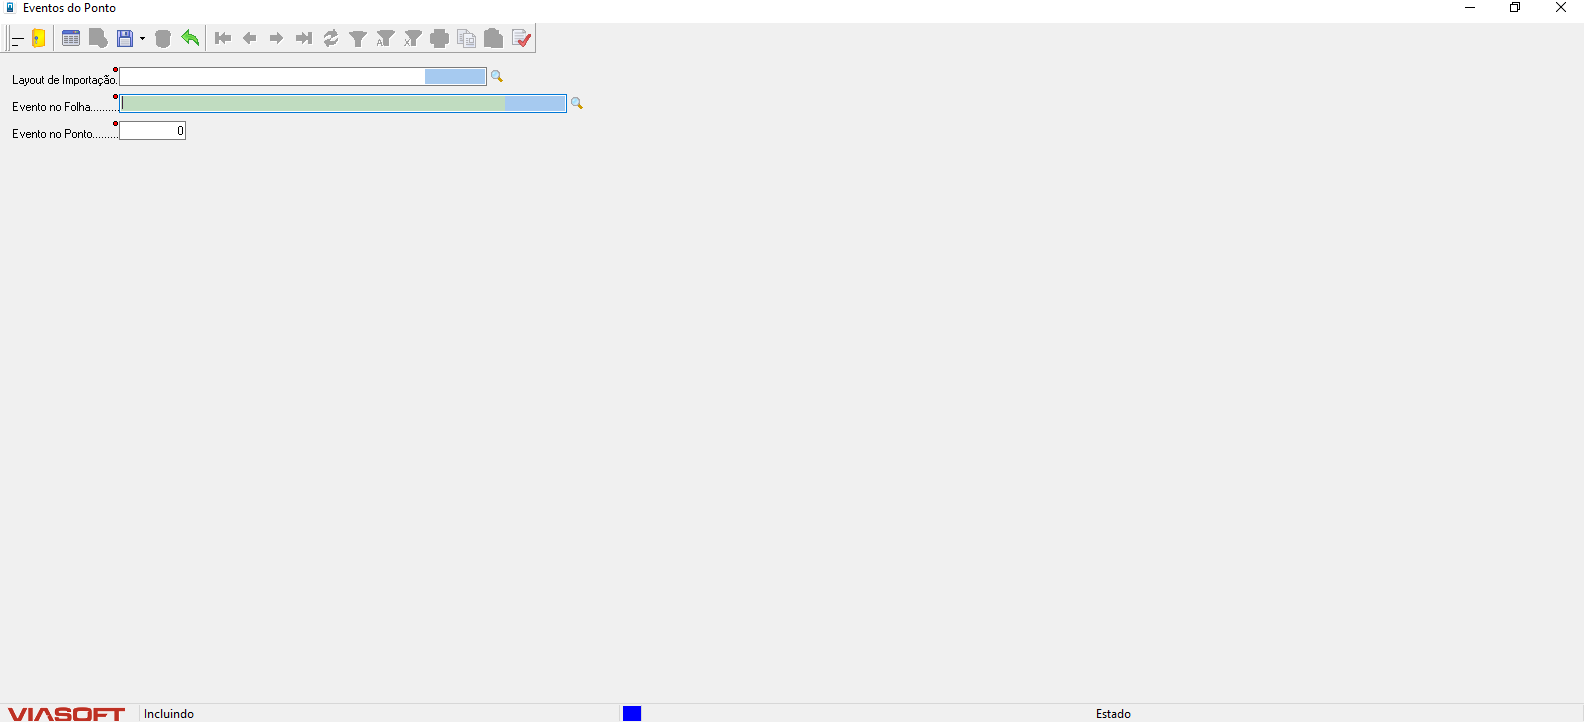 Eventos do Ponto
Layout de Importação.
Evento no Folha..........
Evento no Ponto......... 0
VIASOFT Incluindo Estado